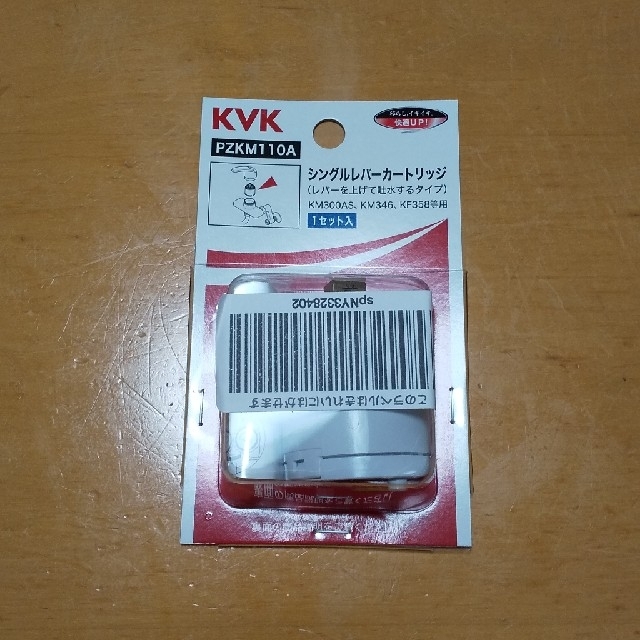 KVK
PZKM110A
快適UP!
シングルレバーカートリッジ
(レバーを上げて吐水するタイプ)
KM300AS、KM346、KF358等用
1セット入
spNY3328402
このラベルはきれいにはがせます